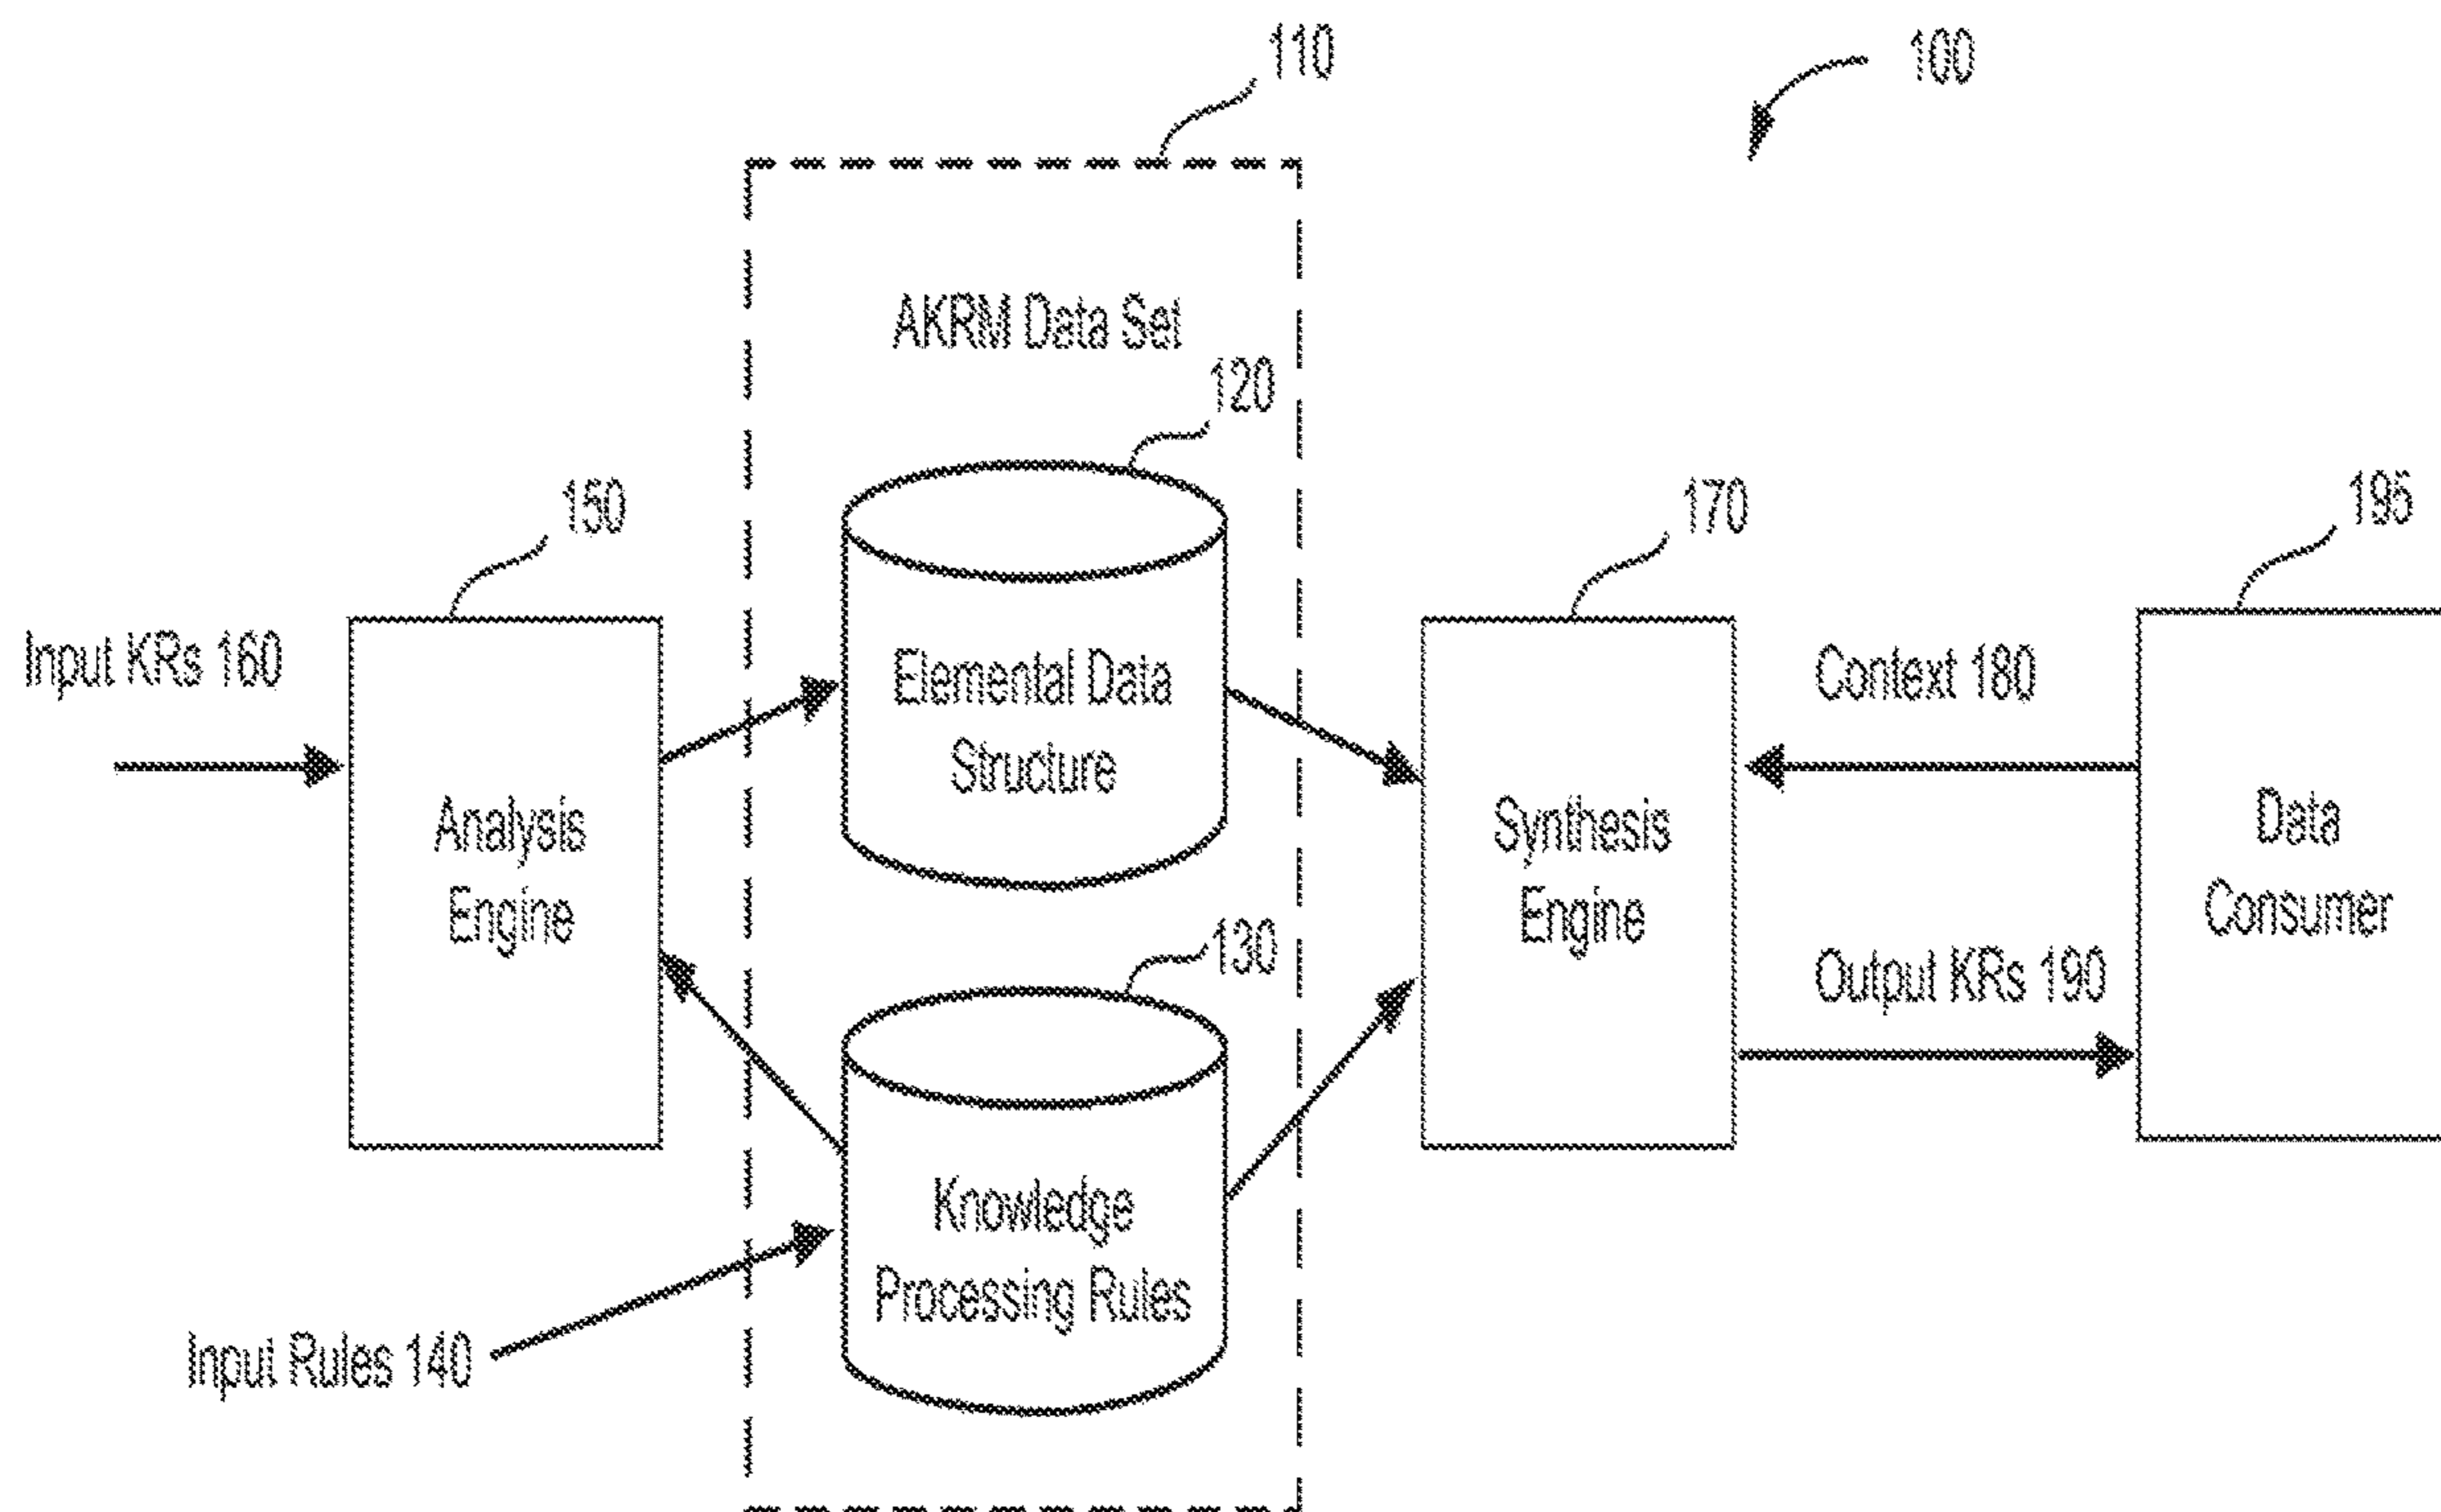 110
100
AKRM Data Set
120
150
170
195
Input KRs 160
Elemental Data
Structure
Context 180
Analysis
Engine
Synthesis
Engine
Data
Consumer
130
Output KRs 190
Knowledge
Processing Rules
Input Rules 140